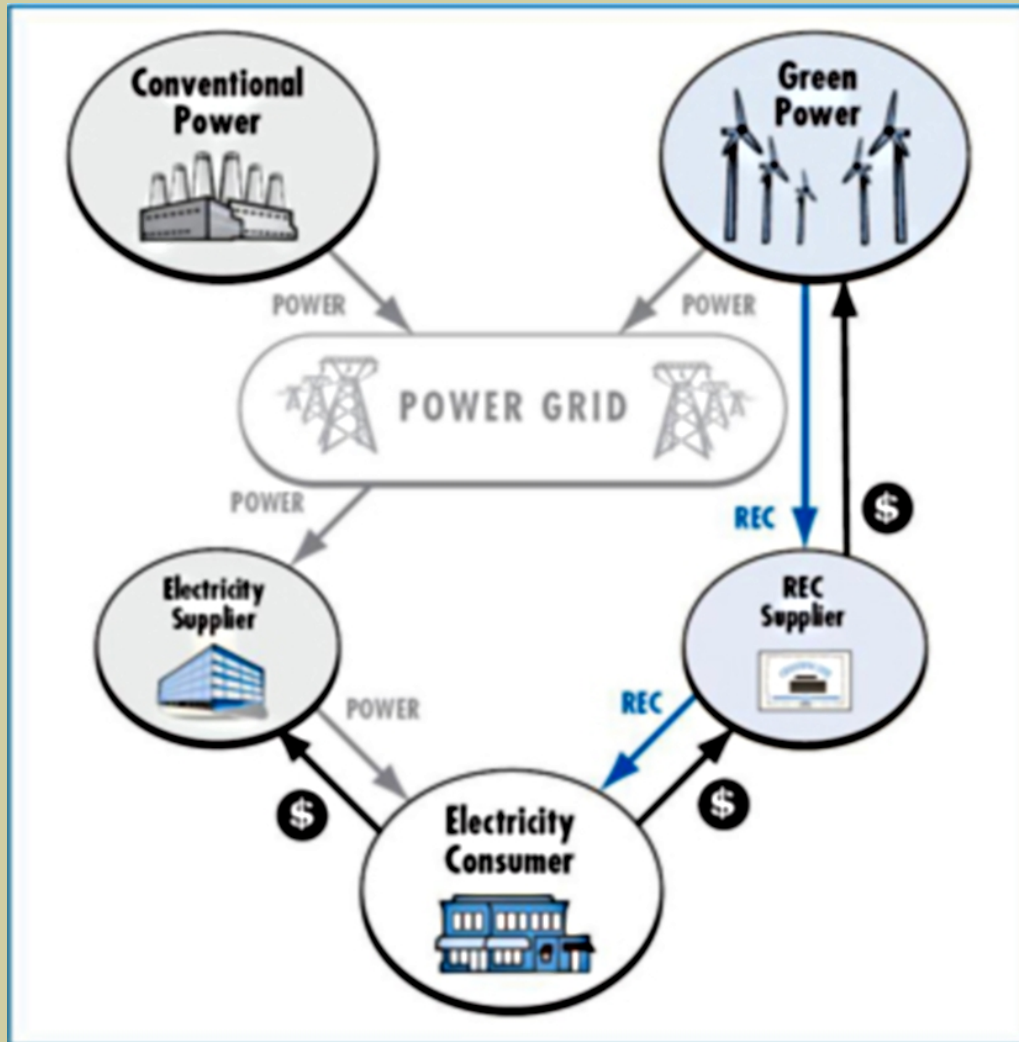 Conventional
Power
Green
Power
POWER
POWER
POWER GRID
POWER
REC
$
Electricity
Supplier
REC
Supplier
POWER
REC
$
$
Electricity
Consumer